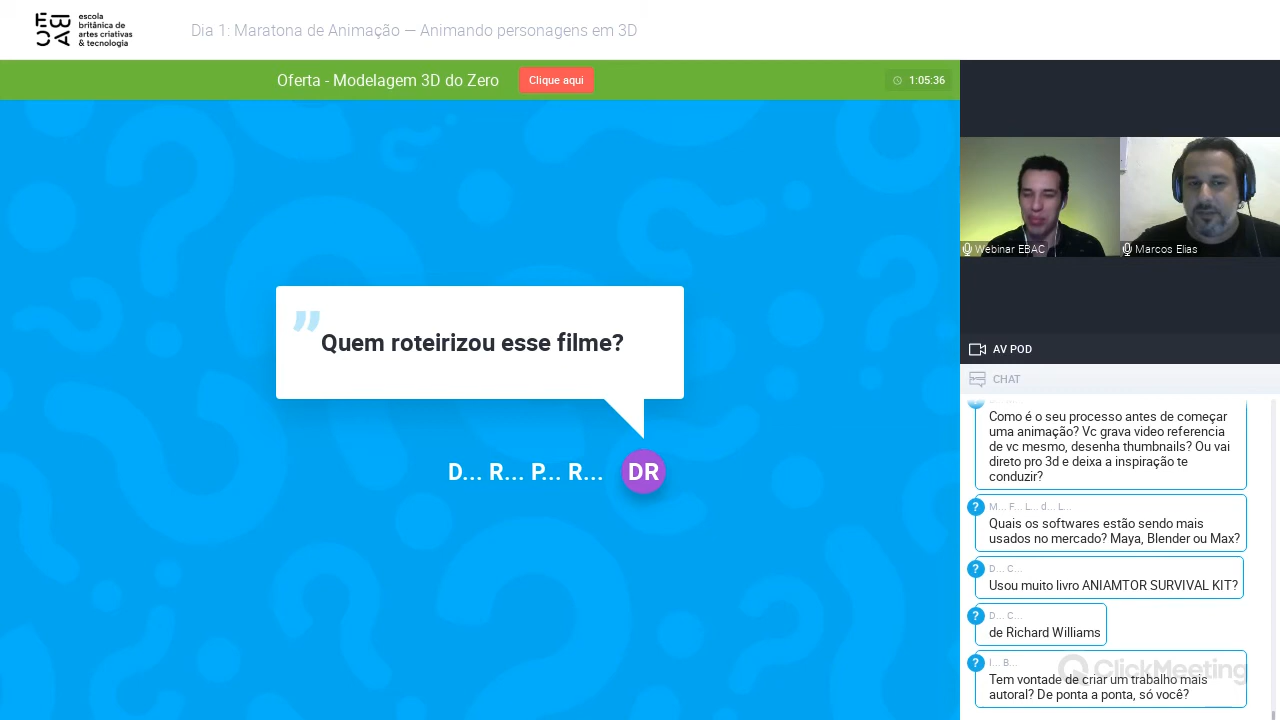 EBAC
escola
britânica de
artes criativas
& tecnologia
Dia 1: Maratona de Animação — Animando personagens em 3D
Oferta - Modelagem 3D do Zero
Clique aqui
1:05:36
"
Quem roteirizou esse filme?
D... R... P... R...
DR
Webinar EBAC
Marcos Elias
AV POD
CHAT
Como é o seu processo antes de começar
uma animação? Vc grava video referencia
de vc mesmo, desenha thumbnails? Ou vai
direto pro 3d e deixa a inspiração te
conduzir?
?
M... F... L... d... L...
Quais os softwares estão sendo mais
usados no mercado? Maya, Blender ou Max?
?
D... C...
Usou muito livro ANIAMTOR SURVIVAL KIT?
?
D... C...
de Richard Williams
?
I... B...
Tem vontade de criar um trabalho mais
autoral? De ponta a ponta, só você?
ClickMeeting